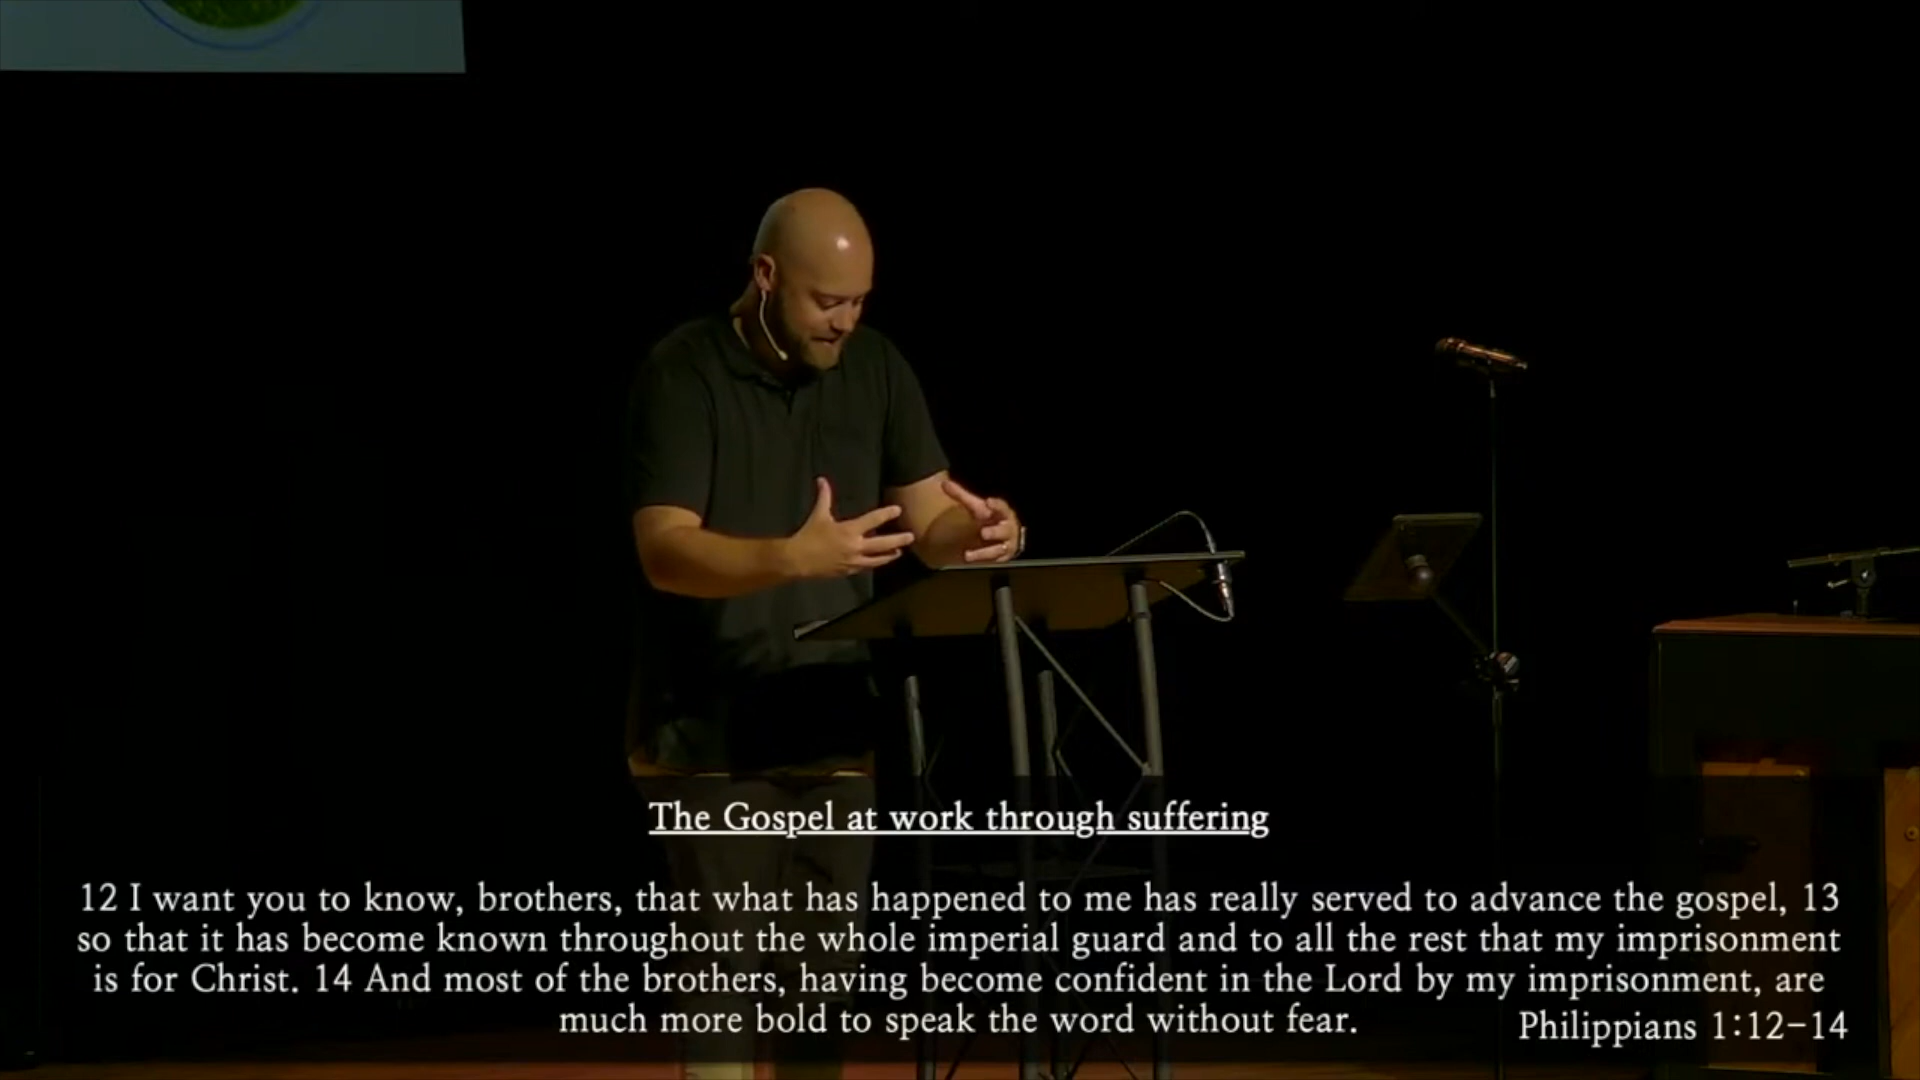 The Gospel at work through suffering
12 I want you to know, brothers, that what has happened to me has really served to advance the gospel, 13
so that it has become known throughout the whole imperial guard and to all the rest that my imprisonment
is for Christ. 14 And most of the brothers, having become confident in the Lord by my imprisonment, are
much more bold to speak the word without fear.
Philippians 1:12-14